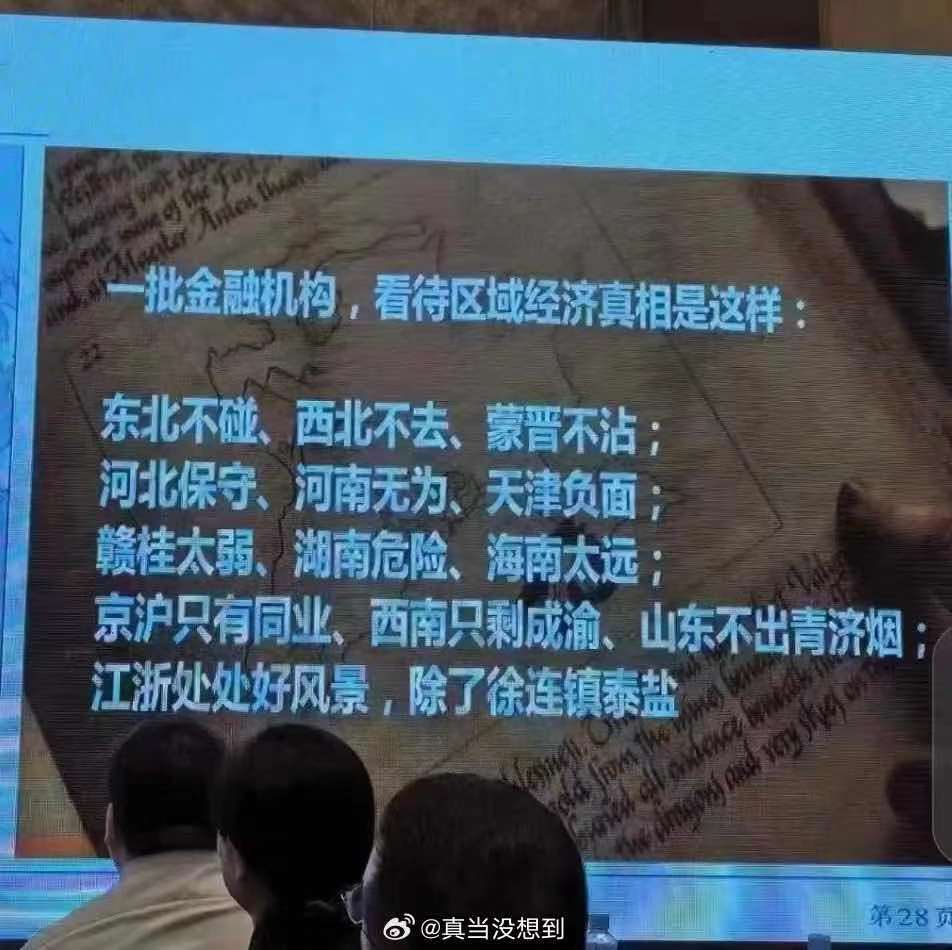 一批金融机构，看待区域经济真相是这样：
东北不碰、西北不去、蒙晋不沾；
河北保守、河南无为、天津负面；
赣桂太弱、湖南危险、海南太远；
京沪只有同业、西南只剩成渝、山东不出青济烟；
江浙处处好风景，除了徐连镇泰盐
第28页
@真当没想到